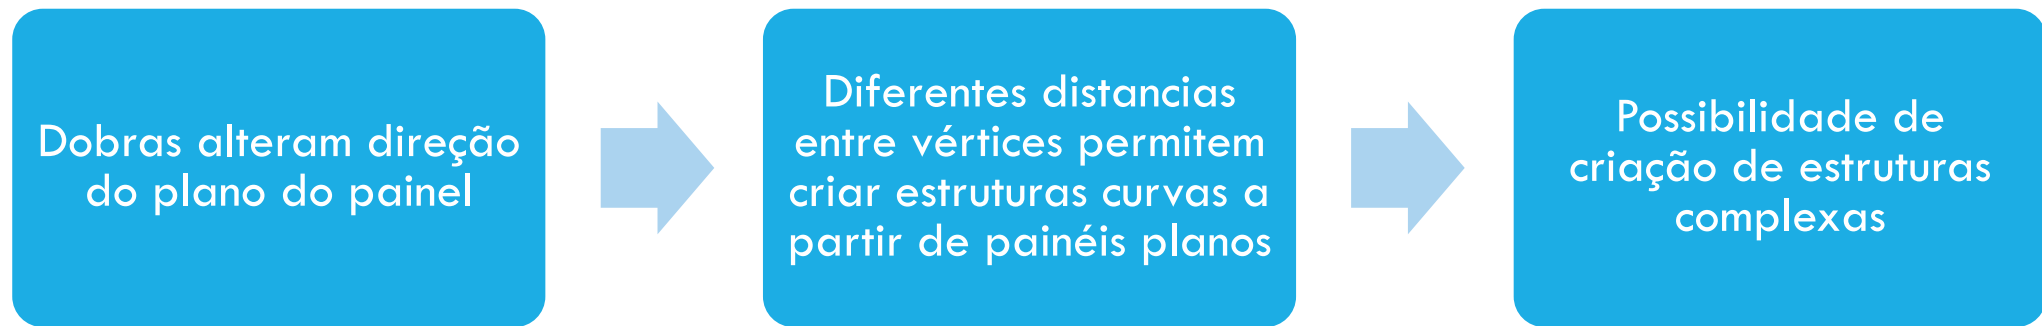 Dobras alteram direção
do plano do painel
Diferentes distancias
entre vértices permitem
criar estruturas curvas a
partir de painéis planos
Possibilidade de
criação de estruturas
complexas